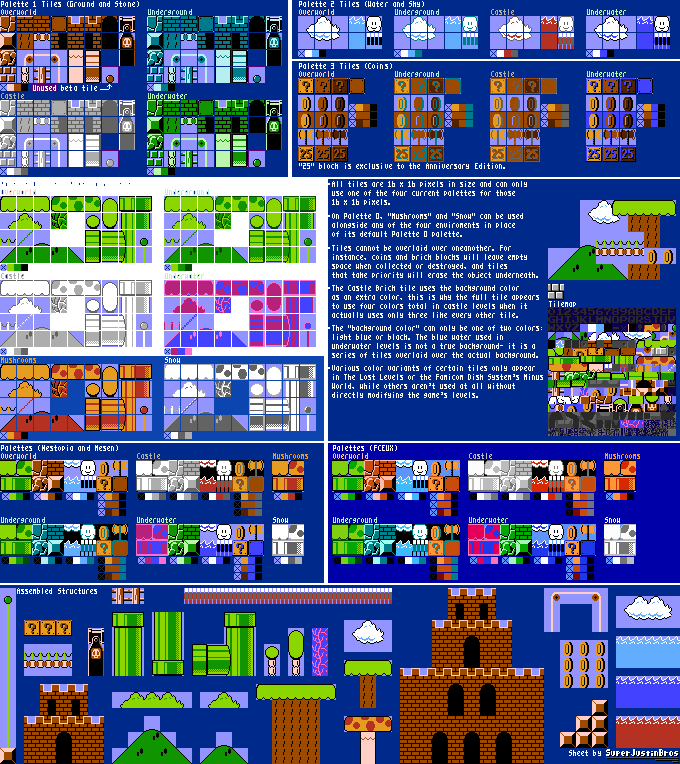 Palette 1 Tiles (Ground and Stone)
Overworld
Underground
Unused beta tile
Castle
Underwater
Palette 2 Tiles (Water and Sky)
Overworld
Underground
Castle
Underwater
Palette 3 Tiles (Coins)
Overworld
Underground
Castle
Underwater
"25" block is exclusive to the Anniversary Edition.
Overworld
Underground
Castle
Underwater
Mushrooms
Snow
•All tiles are 16 x 16 pixels in size and can only
use one of the four current palettes for those
16 x 16 pixels.
•On Palette 0, "Mushrooms" and "Snow" can be used
alongside any of the four enviroments in place
of its default Palette 0 palette.
•Tiles cannot be overlaid over oneanother. For
instance, coins and brick blocks will leave empty
space when collected or destroyed, and tiles
that take priority will erase the object underneath.
•The Castle Brick tile uses the background color
as an extra color, this is why the full tile appears
to use four colors total in castle levels when it
actually uses only three like every other tile.
•The "background color" can only be one of two colors:
light blue or black. The blue water used in
underwater levels is not a true background- it is a
series of tiles overlaid over the actual background.
•Various color variants of certain tiles only appear
in The Lost Levels or the Famicom Disk System's Minus
World, while others aren't used at all without
directly modifying the game's levels.
Tilemap
Palettes (Nestopia and Mesen)
Overworld
Castle
Mushrooms
Underground
Underwater
Snow
Palettes (FCEUX)
Overworld
Castle
Mushrooms
Underground
Underwater
Snow
Assembled Structures
Sheet by SuperJustinBros